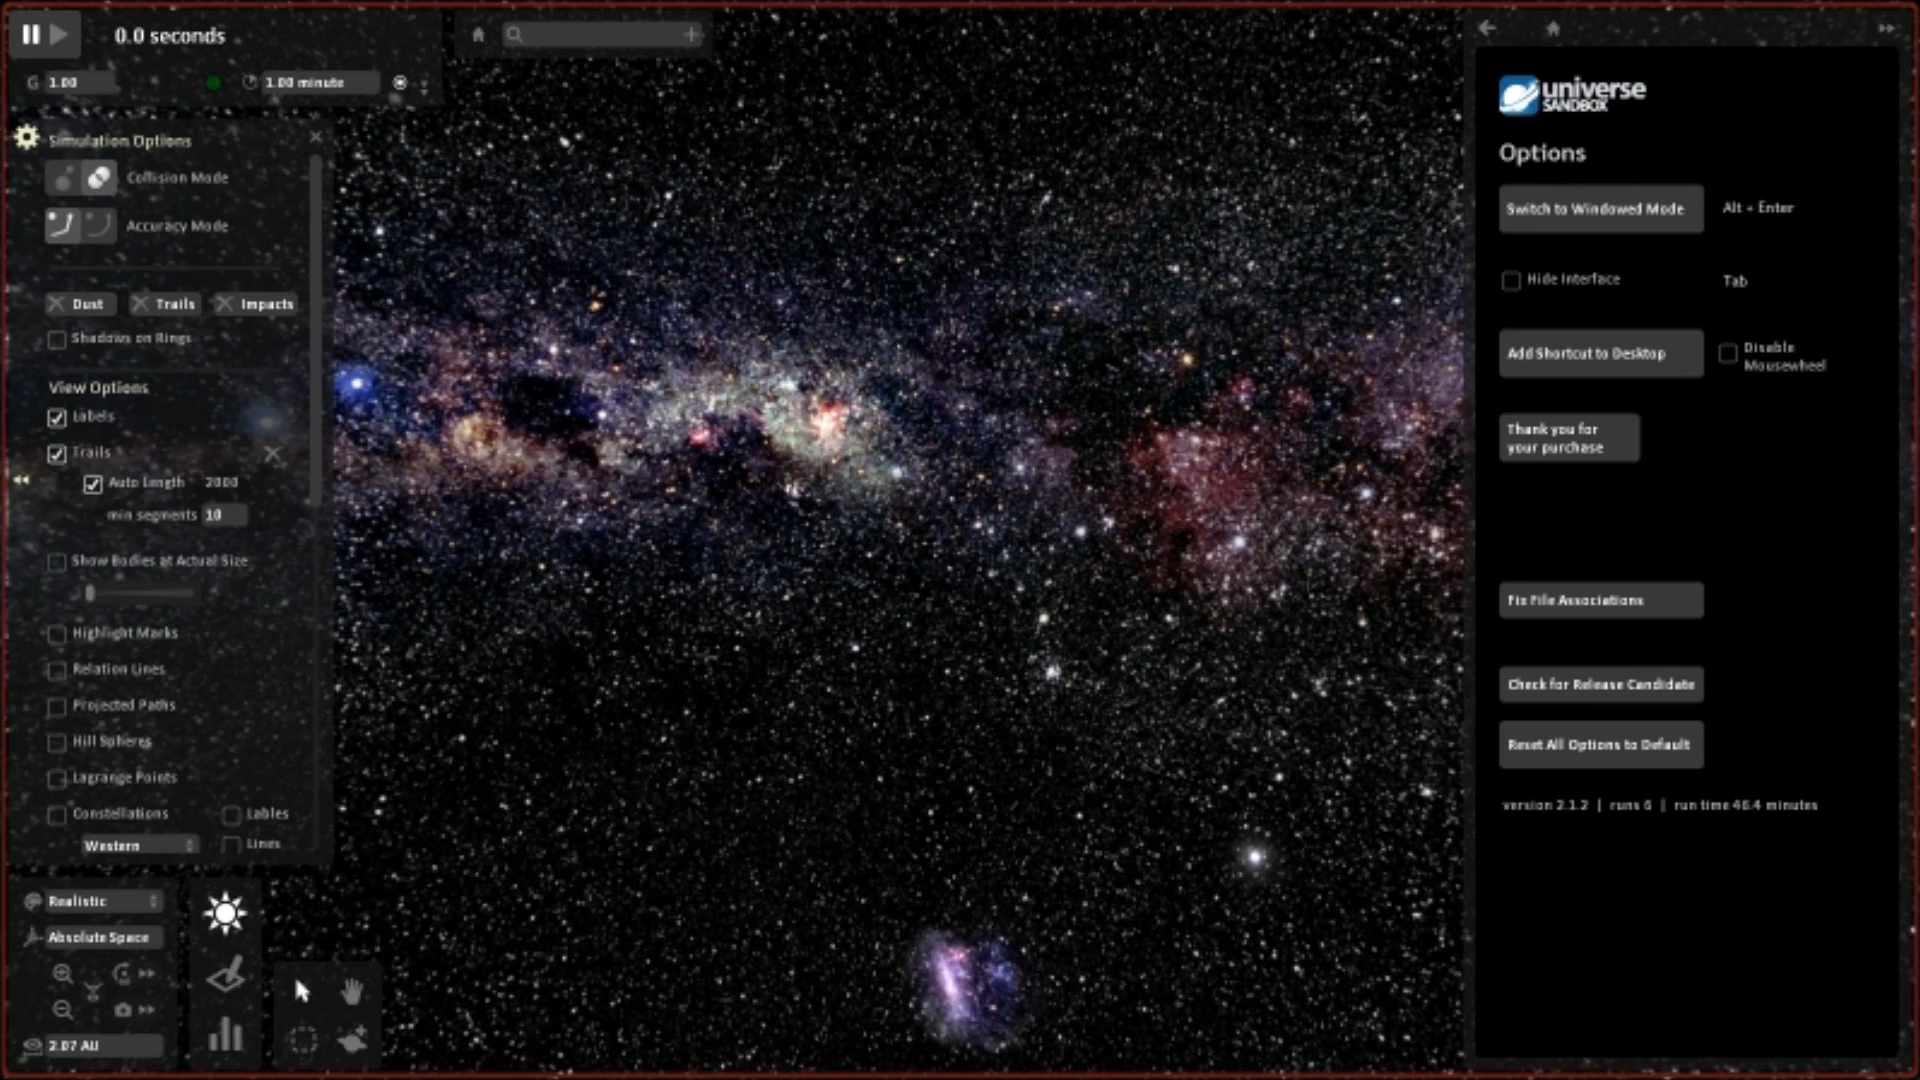 0.0 seconds
G 1.00
1.00 minute
Simulation Options
Collision Mode
Accuracy Mode
Dust Trails Impacts
Shadows on Rings
View Options
Labels
Trails
Auto Length 2000
min segments 10
Show Bodies at Actual Size
Highlight Marks
Relation Lines
Projected Paths
Hill Spheres
Lagrange Points
Constellations Lables
Western Lines
Realistic
Absolute Space
2.07 AU
universe
SANDBOX
Options
Switch to Windowed Mode Alt + Enter
Hide Interface Tab
Add Shortcut to Desktop
Disable
Mousewheel
Thank you for
your purchase
Fix File Associations
Check for Release Candidate
Reset All Options to Default
version 2.1.2 | runs 6 | run time 46.4 minutes